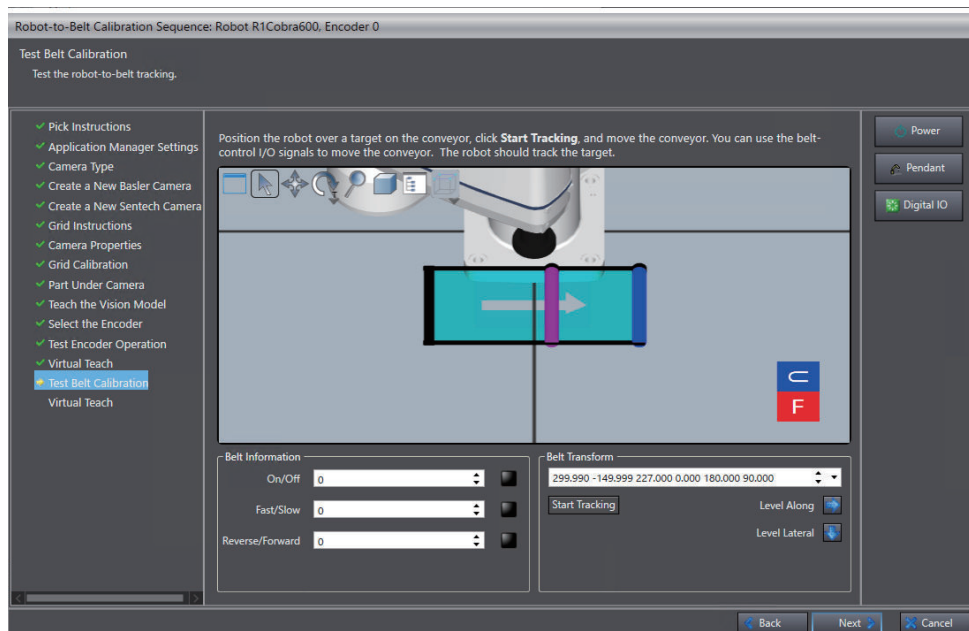 Robot-to-Belt Calibration Sequence: Robot R1Cobra600, Encoder 0
Test Belt Calibration
Test the robot-to-belt tracking.
Pick Instructions
Application Manager Settings
Camera Type
Create a New Basler Camera
Create a New Sentech Camera
Grid Instructions
Camera Properties
Grid Calibration
Part Under Camera
Teach the Vision Model
Select the Encoder
Test Encoder Operation
Virtual Teach
Test Belt Calibration
Virtual Teach
Position the robot over a target on the conveyor, click Start Tracking, and move the conveyor. You can use the belt-
control I/O signals to move the conveyor. The robot should track the target.
F
Belt Information
On/Off 0
Fast/Slow 0
Reverse/Forward 0
Belt Transform
299.990 -149.999 227.000 0.000 180.000 90.000
Start Tracking
Level Along
Level Lateral
Power
Pendant
Digital IO
Back
Next
Cancel